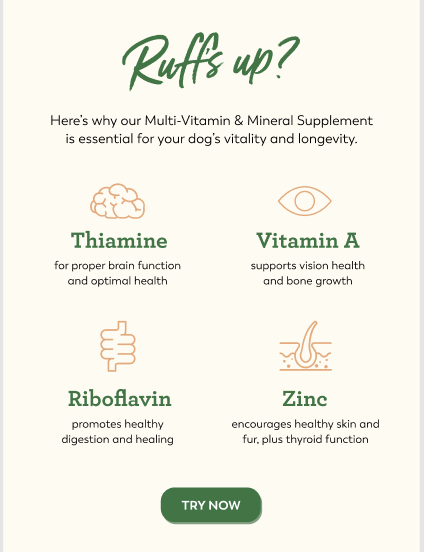 Ruff's up?
Here's why our Multi-Vitamin & Mineral Supplement
is essential for your dog's vitality and longevity.
Thiamine
for proper brain function
and optimal health
Vitamin A
supports vision health
and bone growth
Riboflavin
promotes healthy
digestion and healing
Zinc
encourages healthy skin and
fur, plus thyroid function
TRY NOW